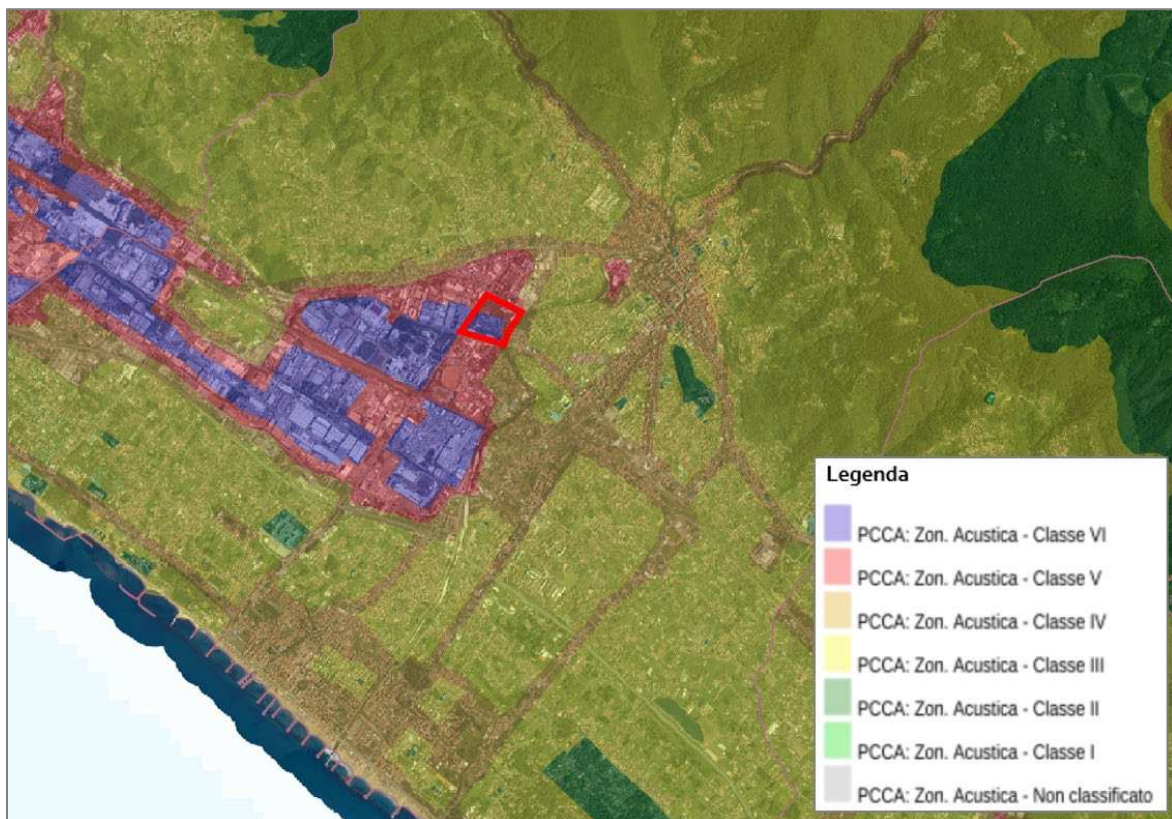 Legenda
PCCA: Zon. Acustica - Classe VI
PCCA: Zon. Acustica - Classe V
PCCA: Zon. Acustica - Classe IV
PCCA: Zon. Acustica - Classe III
PCCA: Zon. Acustica - Classe II
PCCA: Zon. Acustica - Classe I
PCCA: Zon. Acustica - Non classificato